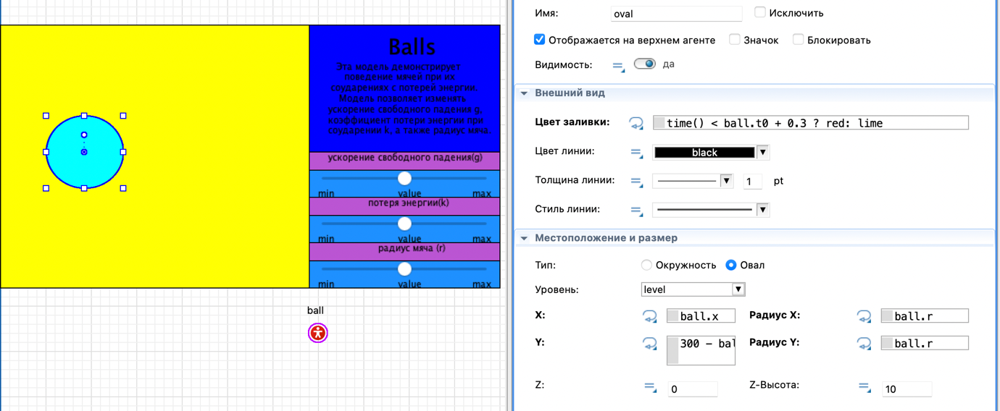 Balls
Эта модель демонстрирует
поведение мячей при их
соударениях с потерей энергии.
Модель позволяет изменять
ускорение свободного падения g,
коэффициент потери энергии при
соударении k, а также радиус мяча.
ускорение свободного падения(g)
min value max
потеря энергии(k)
min value max
радиус мяча (r)
min value max
ball
Имя: oval Исключить
Отображается на верхнем агенте Значок Блокировать
Видимость: да
Внешний вид
Цвет заливки: time() < ball.t0 + 0.3 ? red: lime
Цвет линии: black
Толщина линии: 1 pt
Стиль линии:
Местоположение и размер
Тип: Окружность Овал
Уровень: level
X: ball.x Радиус X: ball.r
Y: 300 - bal Радиус Y: ball.r
Z: 0 Z-Высота: 10